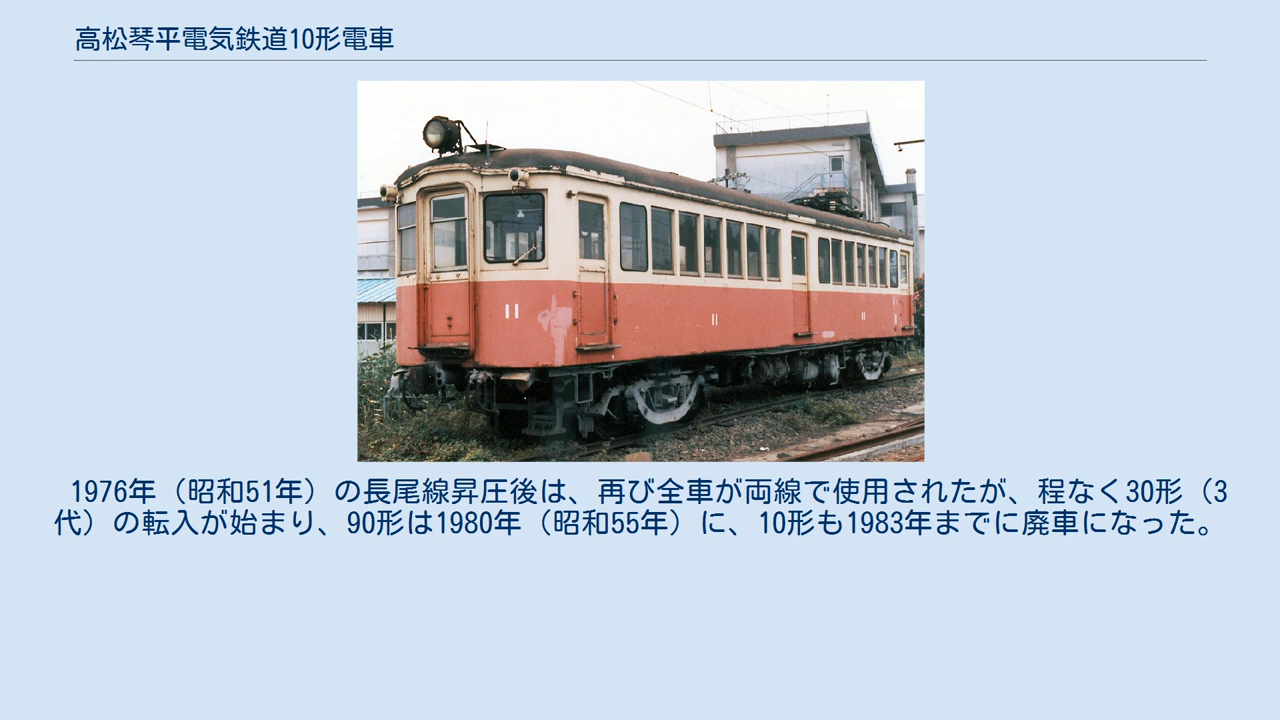 高松琴平電気鉄道10形電車
11
11
11
1976年（昭和51年）の長尾線昇圧後は、再び全車が両線で使用されたが、程なく30形（3
代）の転入が始まり、90形は1980年（昭和55年）に、10形も1983年までに廃車になった。